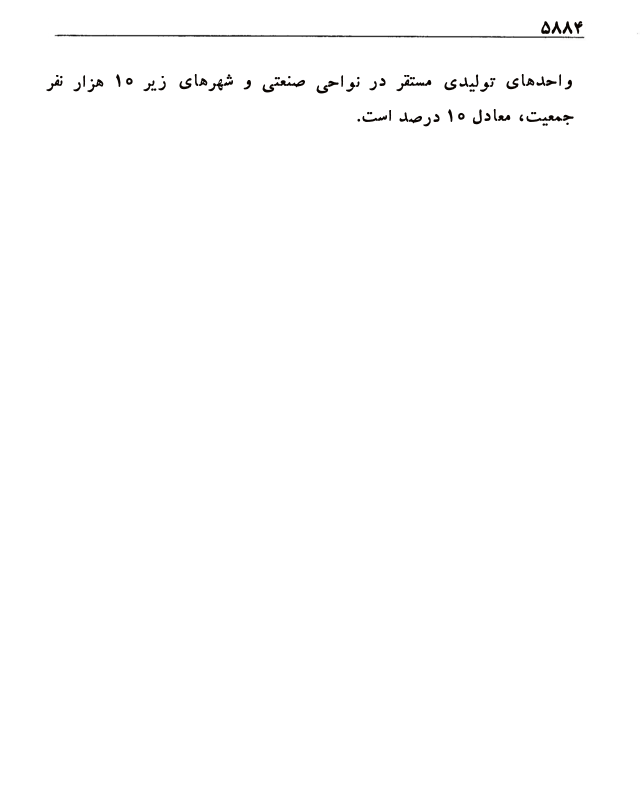 ۵۸۸۴
واحدهای تولیدی مستقر در نواحی صنعتی و شهرهای زیر ۱۰ هزار نفر
جمعیت، معادل ۱۰ درصد است.